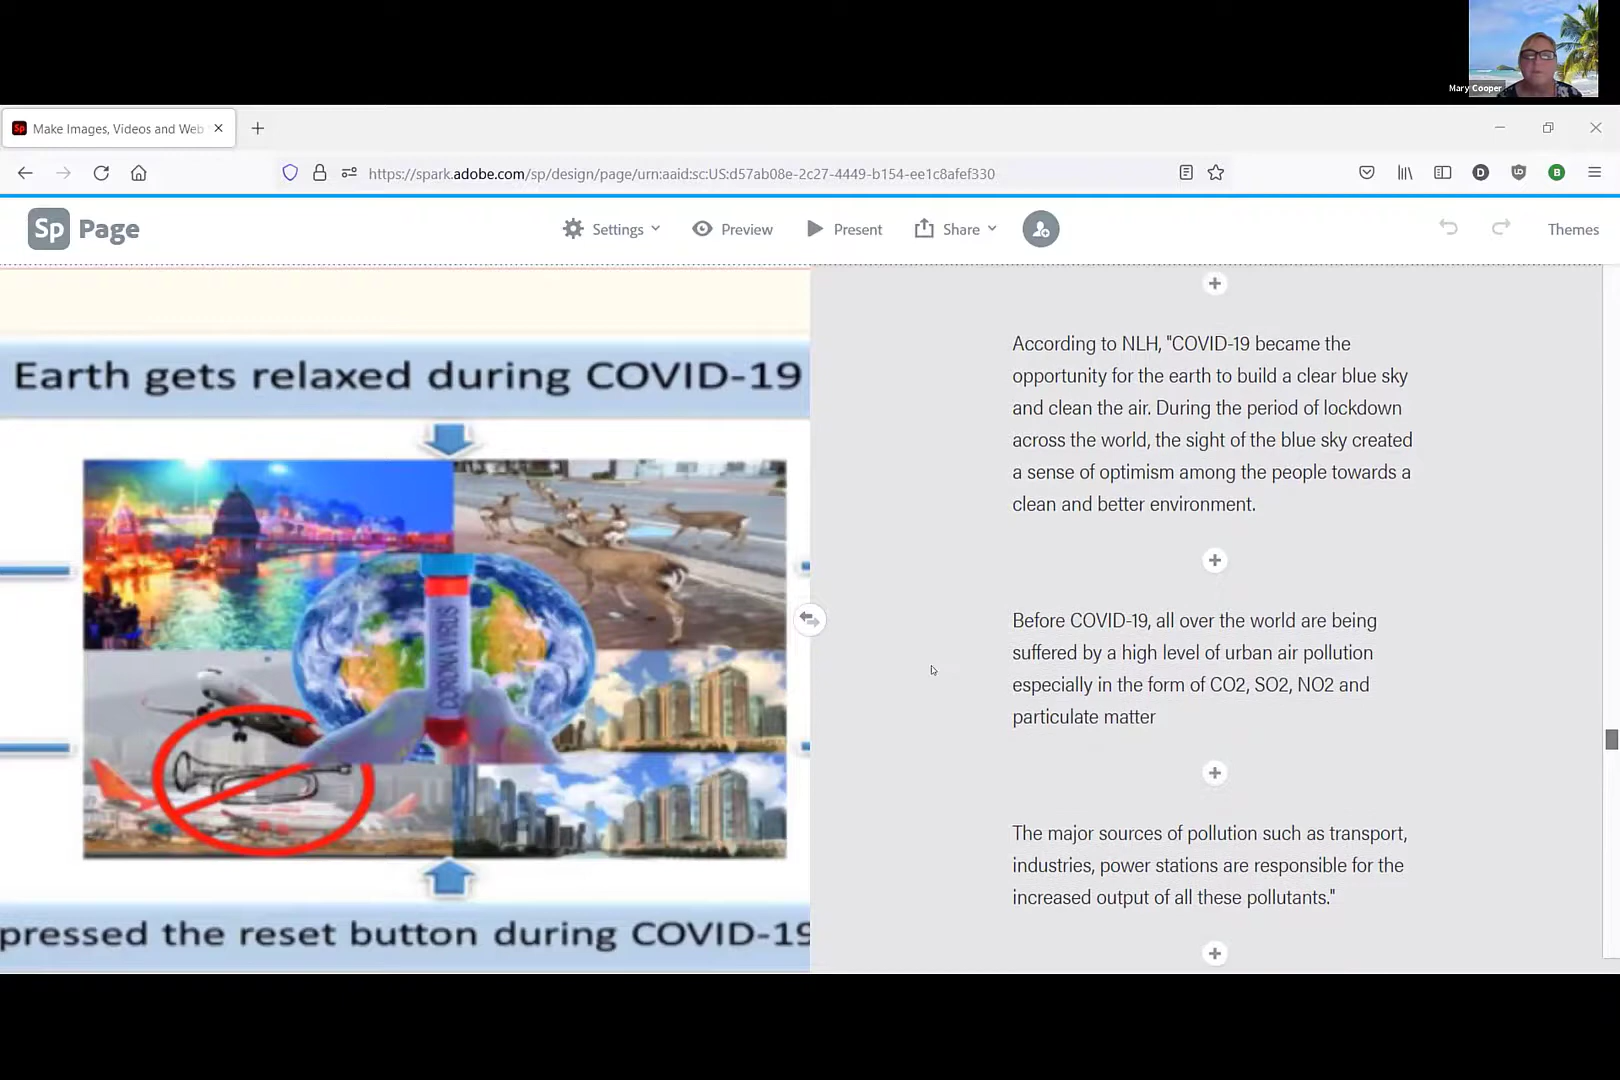 Mary Cooper
Make Images, Videos and Web
https://spark.adobe.com/sp/design/page/urn:aaid:sc:US:d57ab08e-2c27-4449-b154-ee1c8afef330
D
B
Sp Page
Settings
Preview
Present
Share
Themes
Earth gets relaxed during COVID-19
CORONA VIRUS
pressed the reset button during COVID-19
According to NLH, "COVID-19 became the
opportunity for the earth to build a clear blue sky
and clean the air. During the period of lockdown
across the world, the sight of the blue sky created
a sense of optimism among the people towards a
clean and better environment.
Before COVID-19, all over the world are being
suffered by a high level of urban air pollution
especially in the form of CO2, SO2, NO2 and
particulate matter
The major sources of pollution such as transport,
industries, power stations are responsible for the
increased output of all these pollutants."